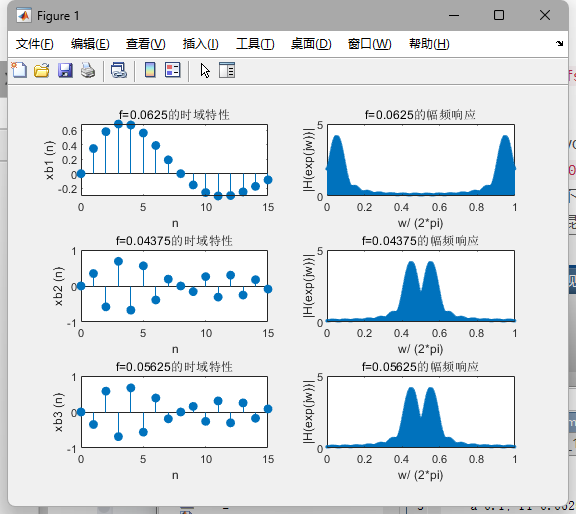 Figure 1
文件(F) 编辑(E) 查看(V) 插入(I) 工具(T) 桌面(D) 窗口(W) 帮助(H)
f=0.0625的时域特性
xb1 (n)
0.6
0.4
0.2
0
-0.2
0 5 10 15
n
f=0.0625的幅频响应
|H(exp(jw))|
5
0
0 0.2 0.4 0.6 0.8 1
w/ (2*pi)
f=0.04375的时域特性
xb2 (n)
1
0
-1
0 5 10 15
n
f=0.04375的幅频响应
|H(exp(jw))|
5
0
0 0.2 0.4 0.6 0.8 1
w/ (2*pi)
f=0.05625的时域特性
xb3 (n)
1
0
-1
0 5 10 15
n
f=0.05625的幅频响应
|H(exp(jw))|
5
0
0 0.2 0.4 0.6 0.8 1
w/ (2*pi)